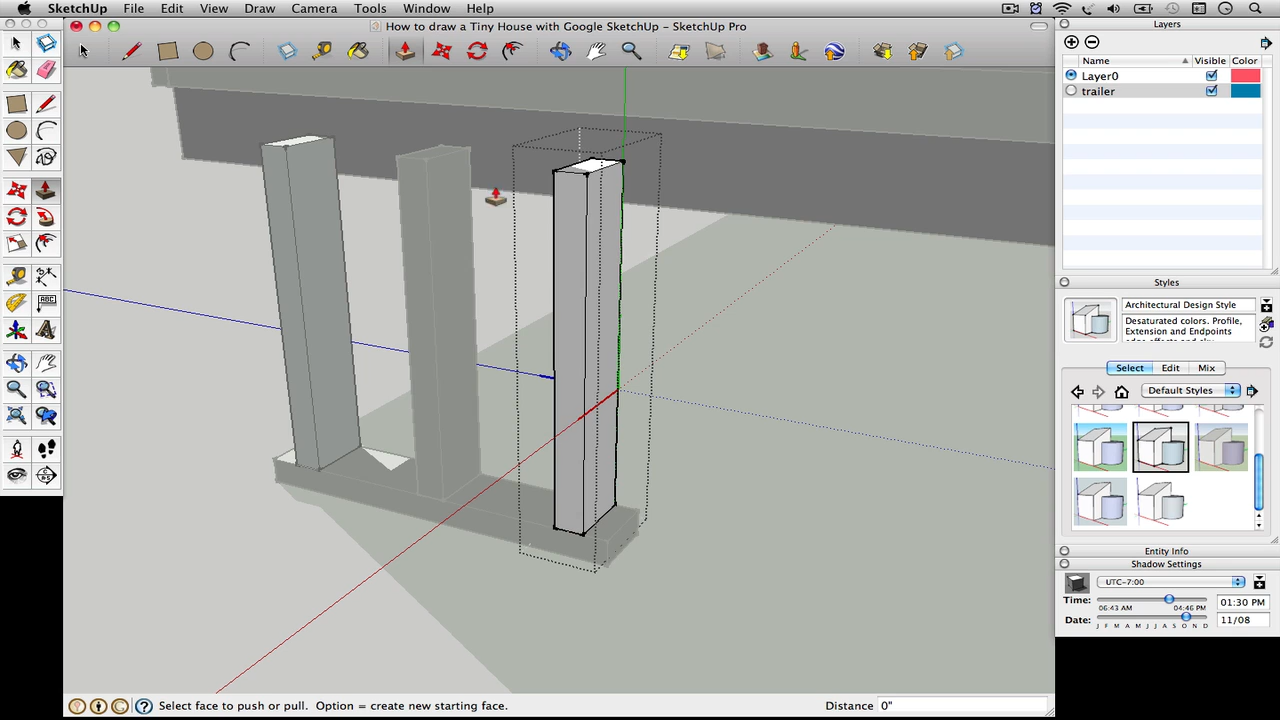 SketchUp File Edit View Draw Camera Tools Window Help
How to draw a Tiny House with Google SketchUp – SketchUp Pro
Layers
Name Visible Color
Layer0
trailer
Styles
Architectural Design Style
Desaturated colors. Profile,
Extension and Endpoints
Select Edit Mix
Default Styles
Entity Info
Shadow Settings
UTC-7:00
Time: 06:43 AM 04:46 PM 01:30 PM
Date: J F M A M J J A S O N D 11/08
Select face to push or pull. Option = create new starting face.
Distance 0"